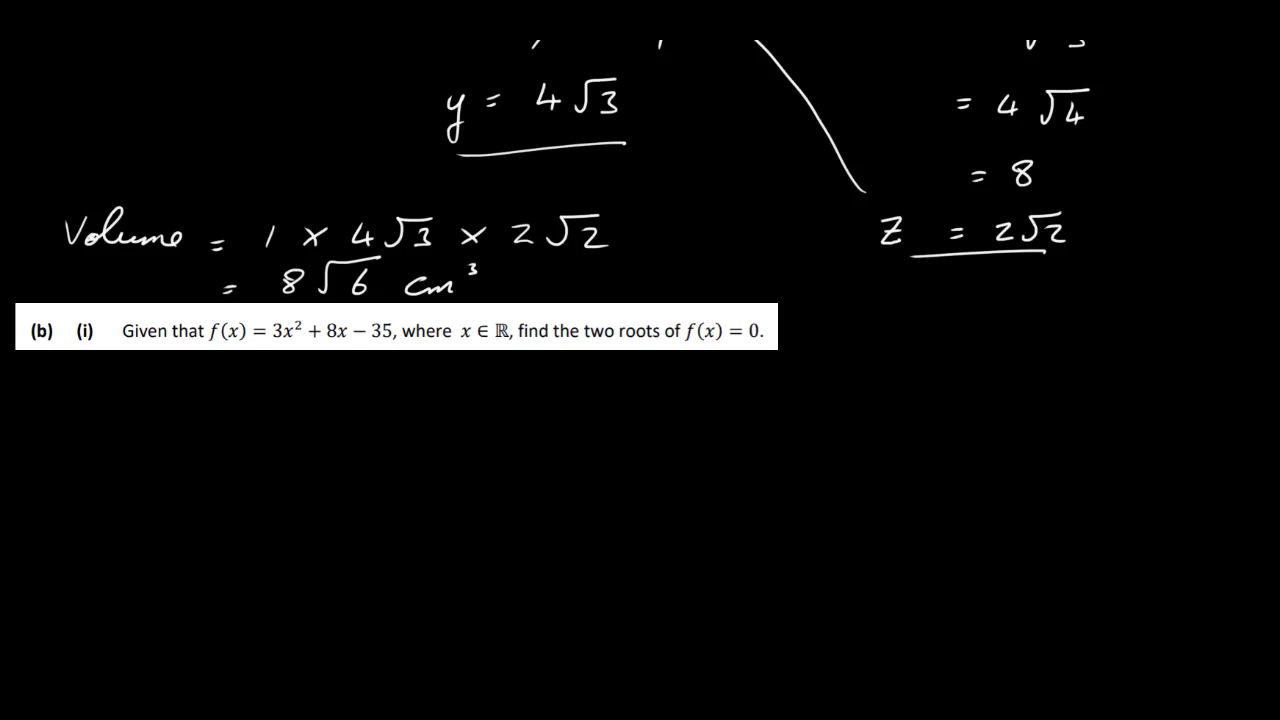 y = 4√3
= 4√4
= 8
Volume = 1 × 4√3 × 2√2
z = 2√2
= 8√6 cm³
(b) (i) Given that f(x) = 3x² + 8x − 35, where x ∈ ℝ, find the two roots of f(x) = 0.